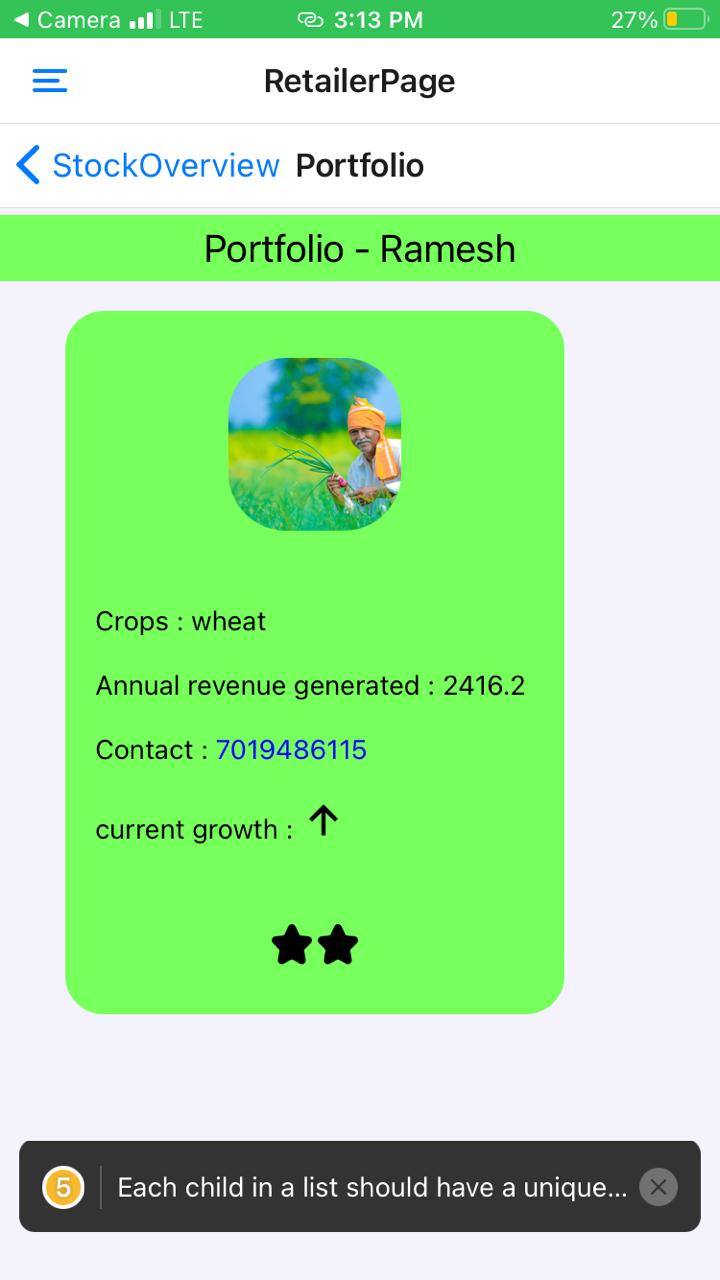 Camera LTE 3:13 PM 27%
RetailerPage
StockOverview Portfolio
Portfolio - Ramesh
Crops : wheat
Annual revenue generated : 2416.2
Contact : 7019486115
current growth :
5 Each child in a list should have a unique...